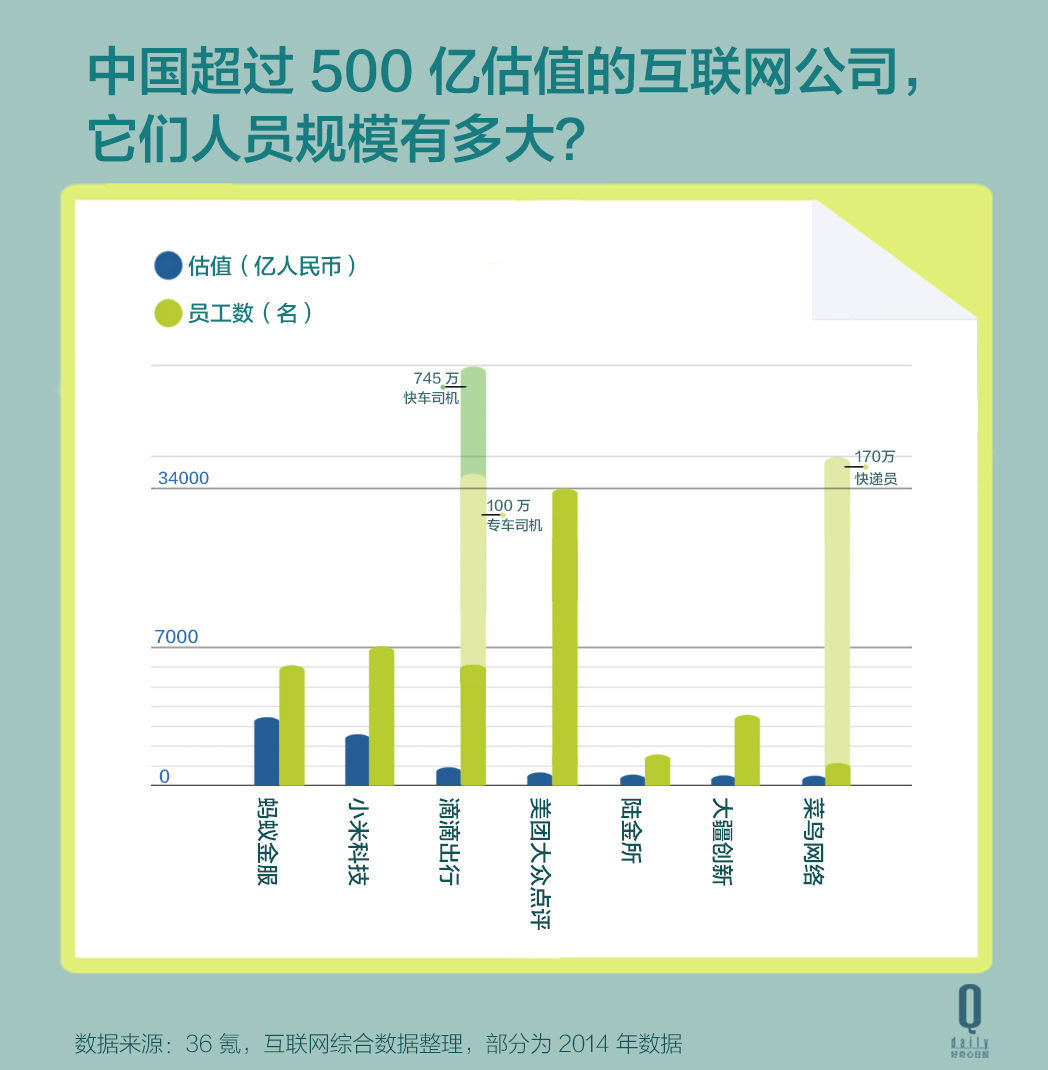 中国超过 500 亿估值的互联网公司，
它们人员规模有多大？
估值（亿人民币）
员工数（名）
745 万
快车司机
170万
快递员
34000
100 万
专车司机
7000
0
蚂蚁金服
小米科技
滴滴出行
美团大众点评
陆金所
大疆创新
菜鸟网络
Q
daily
好奇心日报
数据来源：36 氪，互联网综合数据整理，部分为 2014 年数据